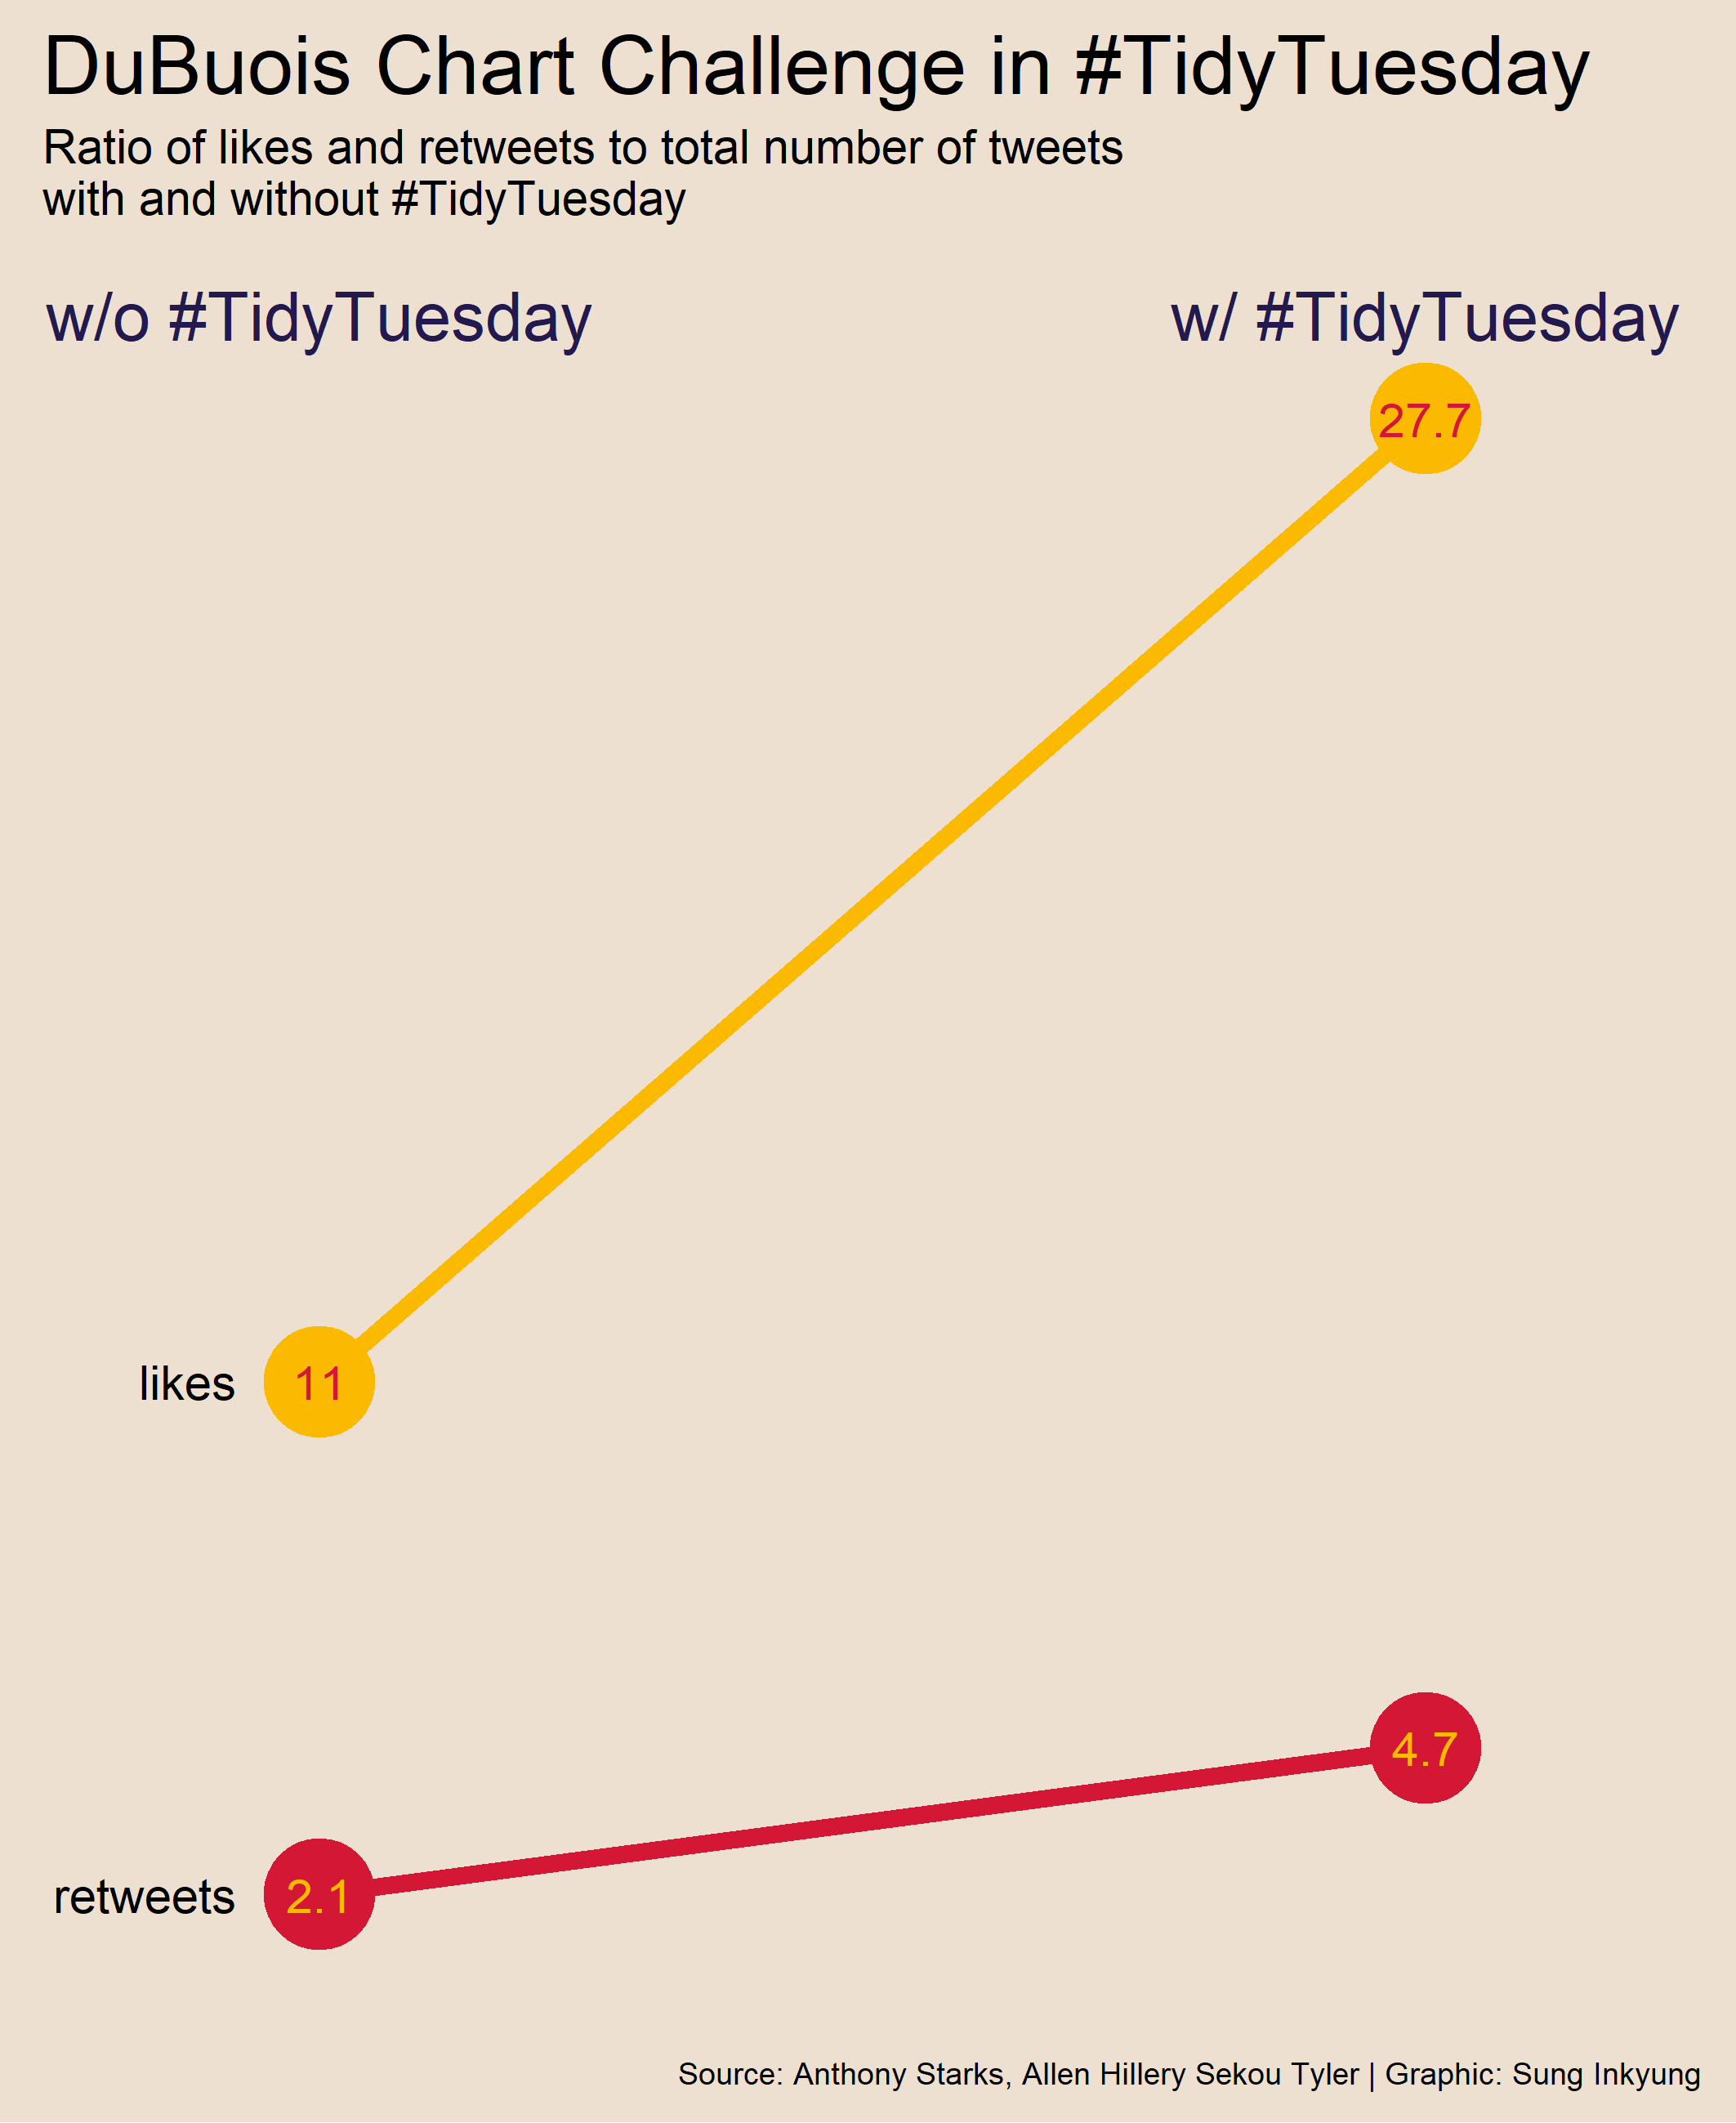 DuBuois Chart Challenge in #TidyTuesday
Ratio of likes and retweets to total number of tweets
with and without #TidyTuesday
w/o #TidyTuesday
w/ #TidyTuesday
27.7
likes
11
4.7
retweets
2.1
Source: Anthony Starks, Allen Hillery Sekou Tyler | Graphic: Sung Inkyung